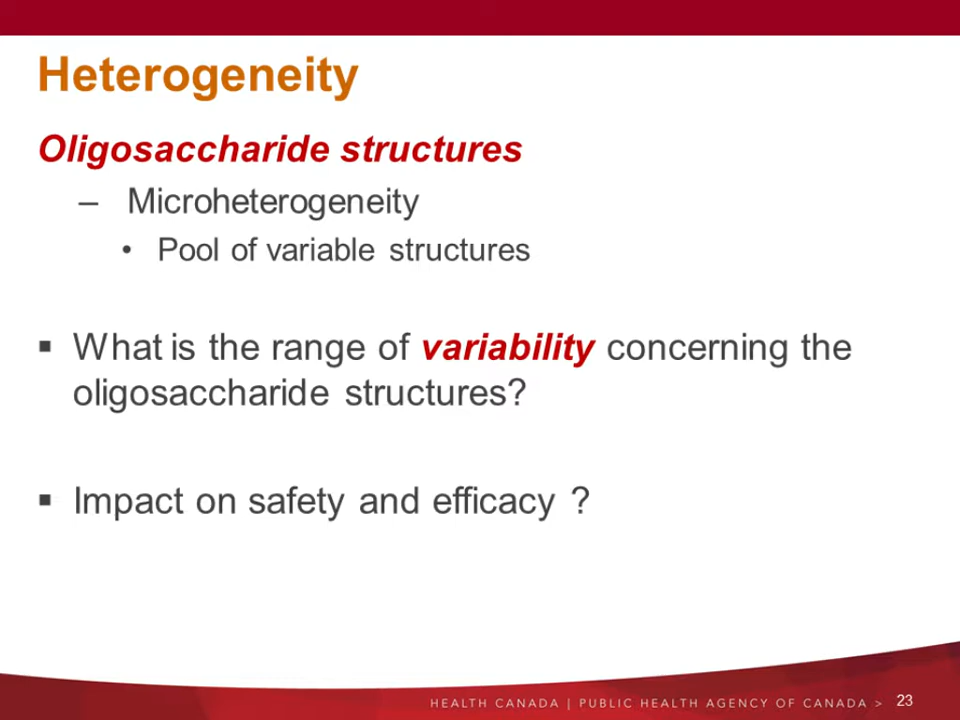 Heterogeneity
Oligosaccharide structures
– Microheterogeneity
• Pool of variable structures
▪ What is the range of variability concerning the
oligosaccharide structures?
▪ Impact on safety and efficacy ?
HEALTH CANADA | PUBLIC HEALTH AGENCY OF CANADA > 23